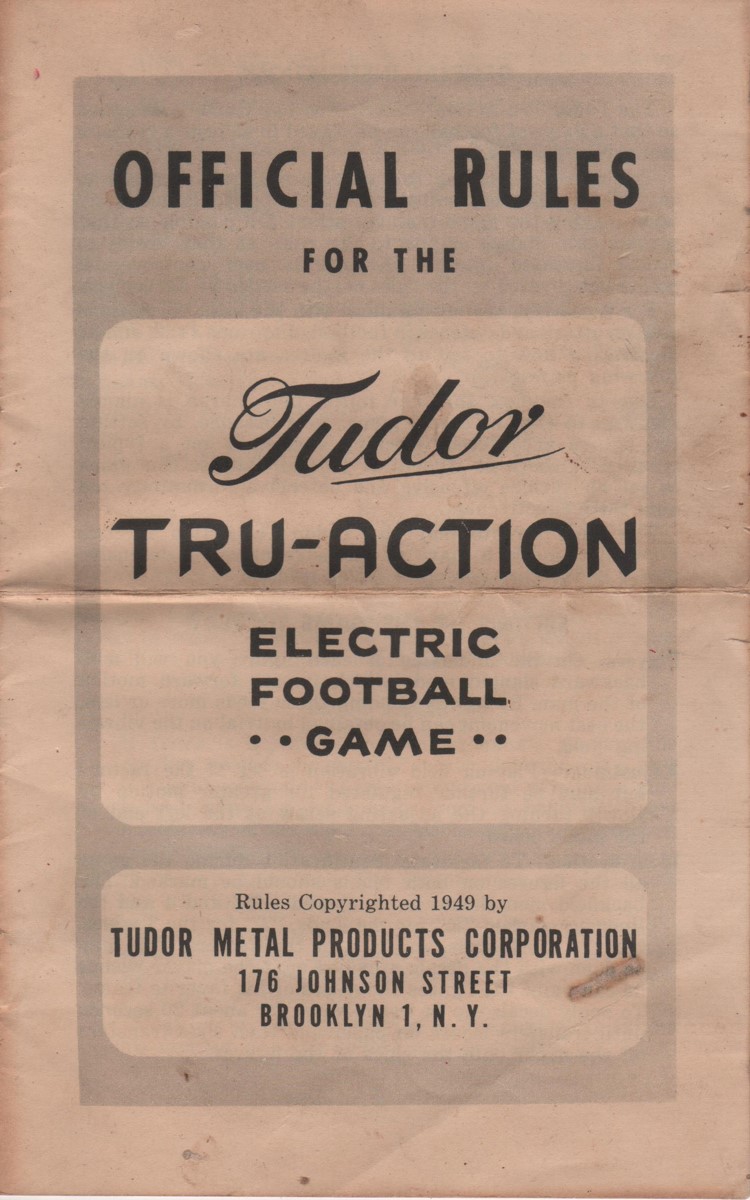 OFFICIAL RULES
FOR THE
Tudor
TRU-ACTION
ELECTRIC
FOOTBALL
••GAME••
Rules Copyrighted 1949 by
TUDOR METAL PRODUCTS CORPORATION
176 JOHNSON STREET
BROOKLYN 1, N. Y.